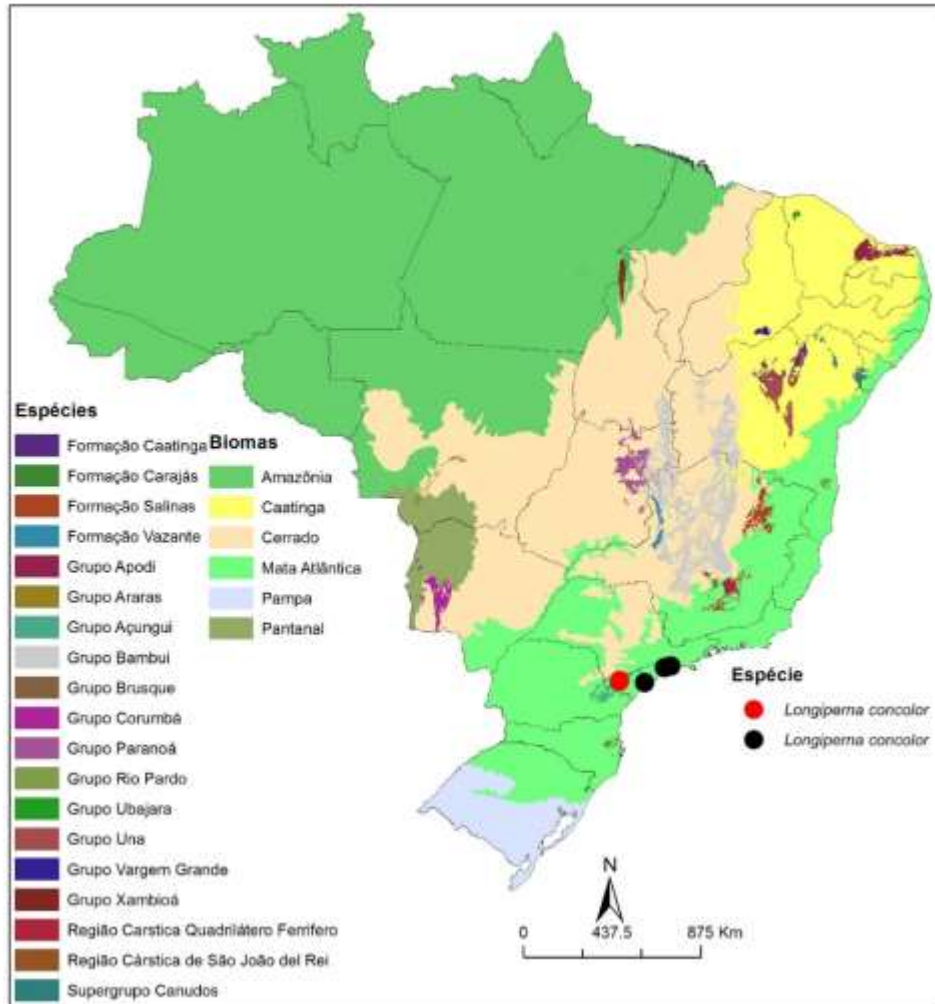 Espécies
Formação Caatinga
Formação Carajás
Formação Salinas
Formação Vazante
Grupo Apodi
Grupo Araras
Grupo Açungui
Grupo Bambui
Grupo Brusque
Grupo Corumbá
Grupo Paranoá
Grupo Rio Pardo
Grupo Ubajara
Grupo Una
Grupo Vargem Grande
Grupo Xambioá
Região Carstica Quadrilátero Ferrifero
Região Cárstica de São João del Rei
Supergrupo Canudos
Biomas
Amazônia
Caatinga
Cerrado
Mata Atlântica
Pampa
Pantanal
Espécie
Longiperna concolor
Longiperna concolor
N
0 437.5 875 Km